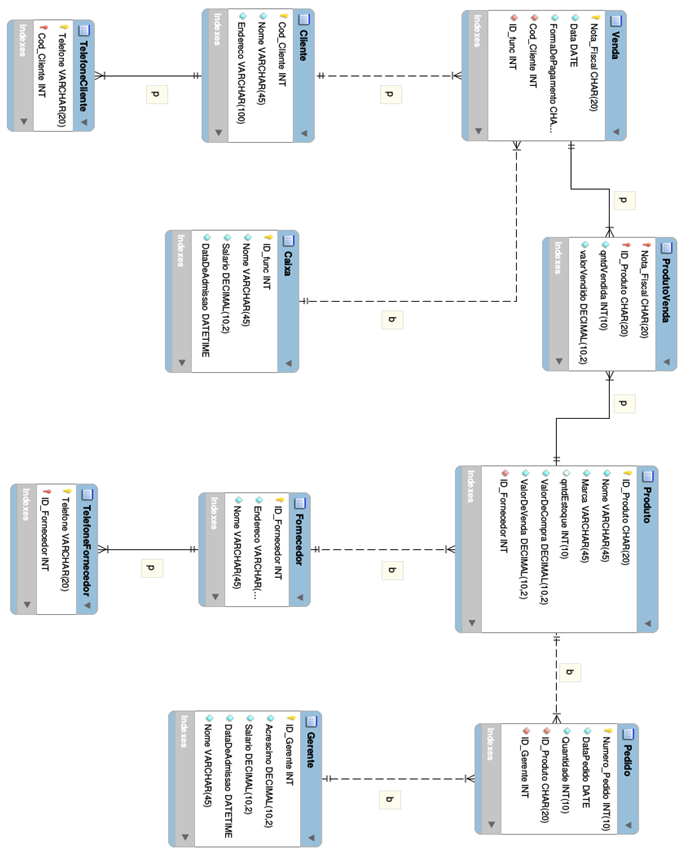 Venda
Nota_Fiscal CHAR(20)
Data DATE
FormaDePagamento CHA...
Cod_Cliente INT
ID_func INT
Indexes
p
ProdutoVenda
Nota_Fiscal CHAR(20)
ID_Produto CHAR(20)
qntdVendida INT(10)
valorVendido DECIMAL(10,2)
Indexes
p
Produto
ID_Produto CHAR(20)
Nome VARCHAR(45)
Marca VARCHAR(45)
qntdEstoque INT(10)
ValorDeCompra DECIMAL(10,2)
ValorDeVenda DECIMAL(10,2)
ID_Fornecedor INT
Indexes
b
Pedido
Numero_Pedido INT(10)
DataPedido DATE
Quantidade INT(10)
ID_Produto CHAR(20)
ID_Gerente INT
Indexes
p
b
b
b
Cliente
Cod_Cliente INT
Nome VARCHAR(45)
Endereco VARCHAR(100)
Indexes
Caixa
ID_func INT
Nome VARCHAR(45)
Salario DECIMAL(10,2)
DataDeAdmissao DATETIME
Indexes
Fornecedor
ID_Fornecedor INT
Endereco VARCHAR(...
Nome VARCHAR(45)
Indexes
Gerente
ID_Gerente INT
Acrescimo DECIMAL(10,2)
Salario DECIMAL(10,2)
DataDeAdmissao DATETIME
Nome VARCHAR(45)
Indexes
p
p
TelefoneCliente
Telefone VARCHAR(20)
Cod_Cliente INT
Indexes
TelefoneFornecedor
Telefone VARCHAR(20)
ID_Fornecedor INT
Indexes